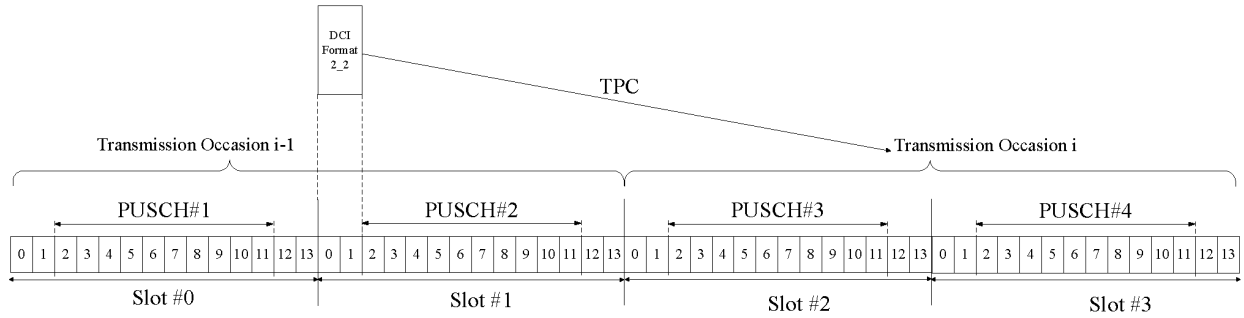 DCI
Format
2_2
TPC
Transmission Occasion i-1
Transmission Occasion i
PUSCH#1
PUSCH#2
PUSCH#3
PUSCH#4
0 1 2 3 4 5 6 7 8 9 10 11 12 13 0 1 2 3 4 5 6 7 8 9 10 11 12 13 0 1 2 3 4 5 6 7 8 9 10 11 12 13 0 1 2 3 4 5 6 7 8 9 10 11 12 13
Slot #0
Slot #1
Slot #2
Slot #3